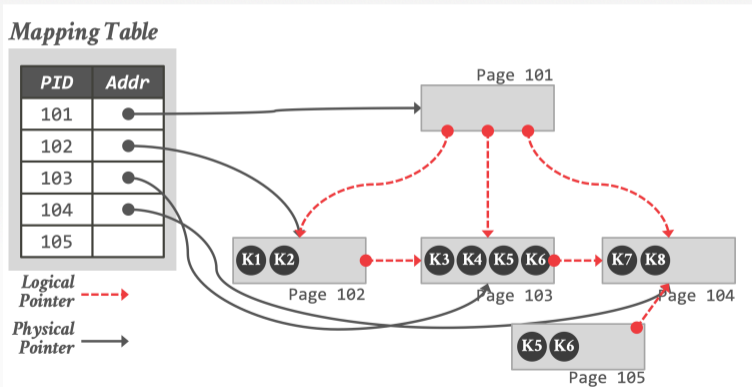 Mapping Table
PID Addr
101
102
103
104
105
Logical
Pointer
Physical
Pointer
Page 101
K1 K2
Page 102
K3 K4 K5 K6
Page 103
K7 K8
Page 104
K5 K6
Page 105